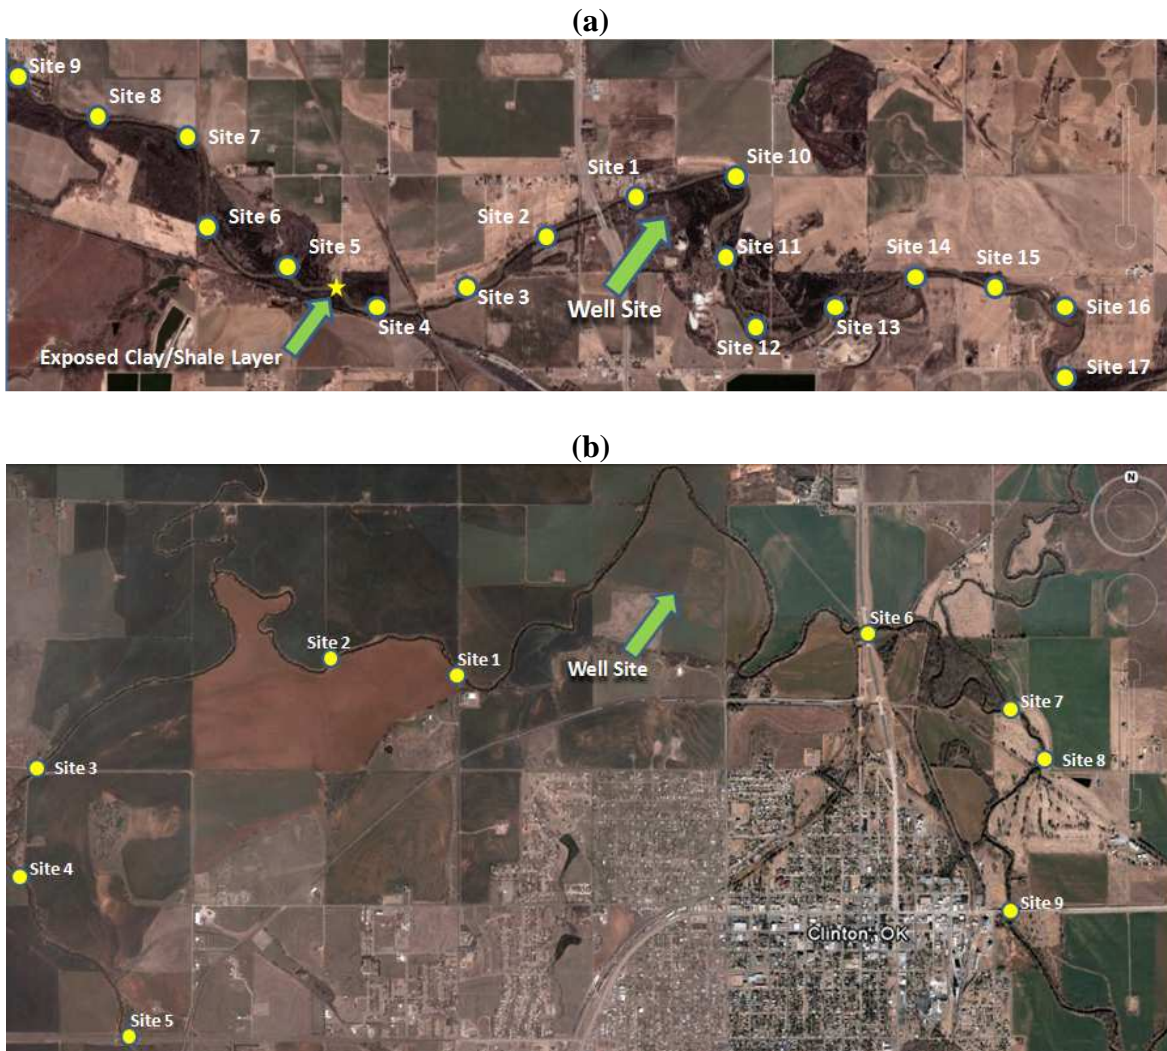 (a)
Site 9
Site 8
Site 7
Site 10
Site 1
Site 6
Site 2
Site 11
Site 5
Site 14
Site 15
Site 3
Well Site
Site 4
Site 13
Site 16
Exposed Clay/Shale Layer
Site 12
Site 17
(b)
N
Site 6
Site 2
Site 1
Well Site
Site 7
Site 3
Site 8
Site 4
Site 9
Clinton, OK
Site 5